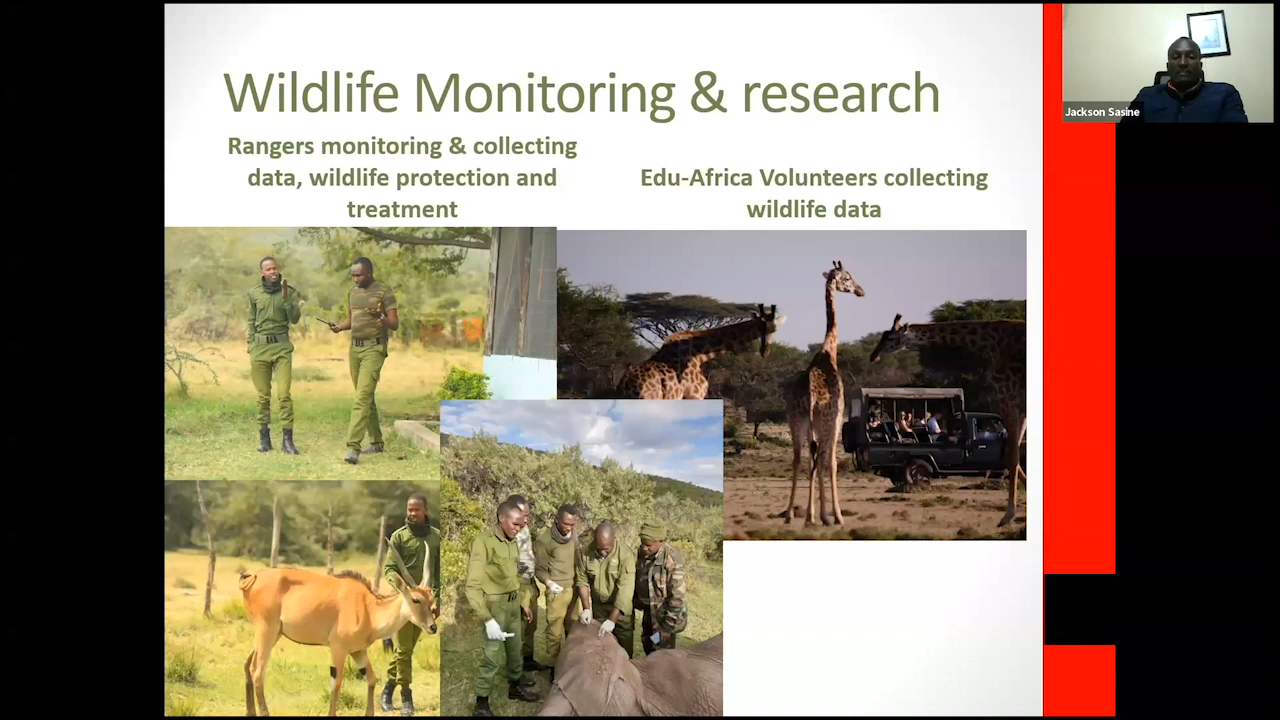 Wildlife Monitoring & research
Rangers monitoring & collecting
data, wildlife protection and
treatment
Edu-Africa Volunteers collecting
wildlife data
Jackson Sasine